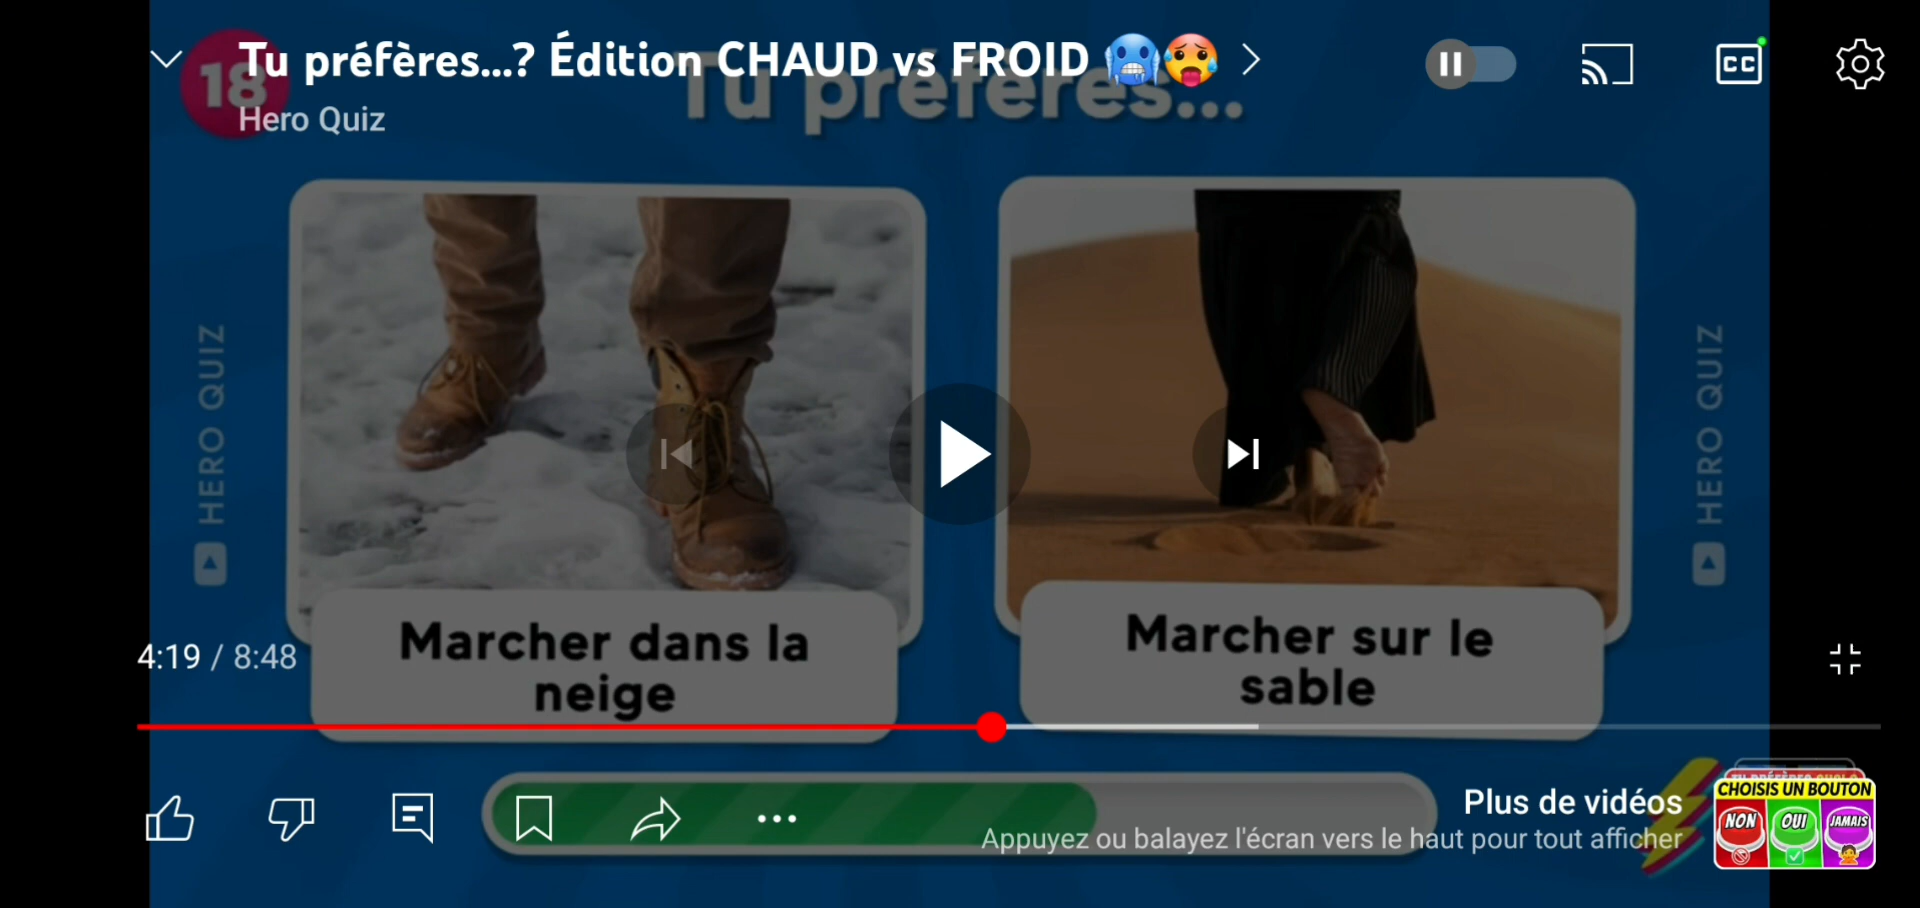 Tu préfères...? Édition CHAUD vs FROID 🥶🥵
18
Tu préfères...
Hero Quiz
CC
HERO QUIZ
HERO QUIZ
Marcher dans la
neige
Marcher sur le
sable
4:19 / 8:48
Plus de vidéos
Appuyez ou balayez l'écran vers le haut pour tout afficher
CHOISIS UN BOUTON
NON
OUI
JAMAIS